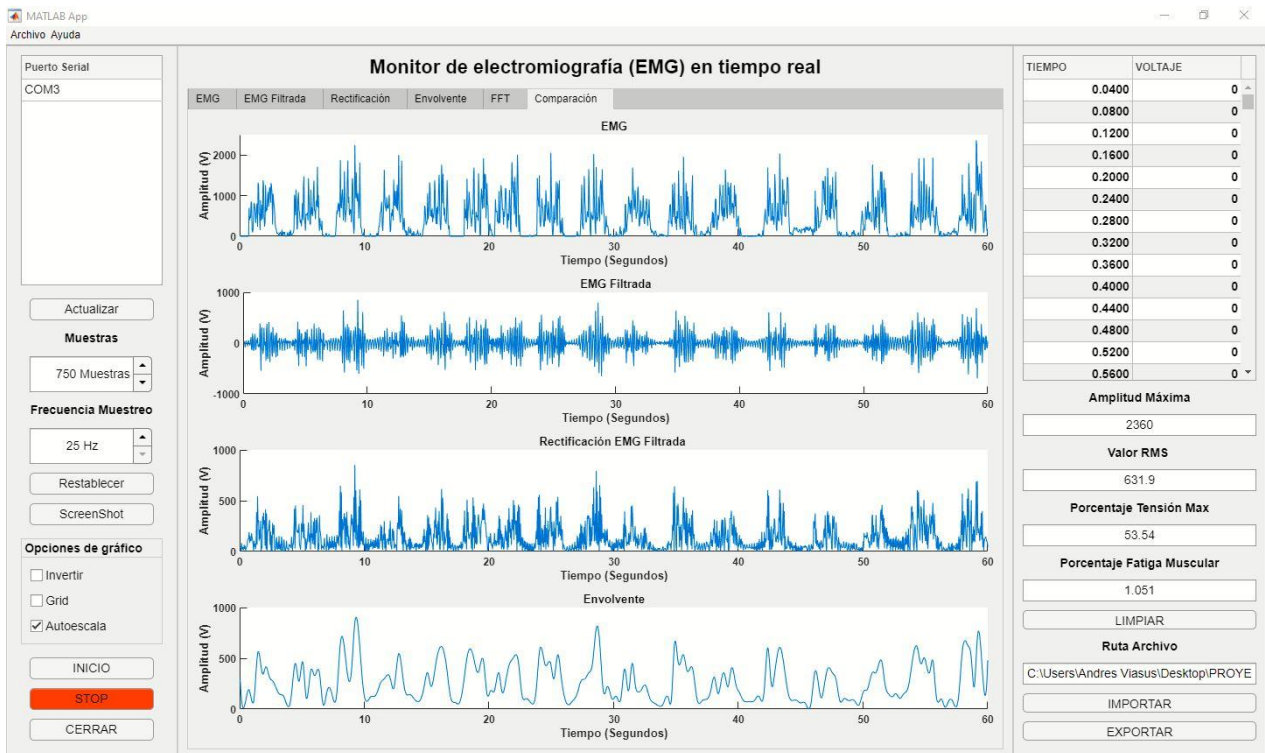 MATLAB App
Archivo Ayuda
Puerto Serial
COM3
Actualizar
Muestras
750 Muestras
Frecuencia Muestreo
25 Hz
Restablecer
ScreenShot
Opciones de gráfico
Invertir
Grid
Autoescala
INICIO
STOP
CERRAR
Monitor de electromiografía (EMG) en tiempo real
EMG EMG Filtrada Rectificación Envolvente FFT Comparación
EMG
Amplitud (V)
2000
1000
0
0 10 20 30 40 50 60
Tiempo (Segundos)
EMG Filtrada
Amplitud (V)
1000
0
-1000
0 10 20 30 40 50 60
Tiempo (Segundos)
Rectificación EMG Filtrada
Amplitud (V)
1000
500
0
0 10 20 30 40 50 60
Tiempo (Segundos)
Envolvente
Amplitud (V)
1000
500
0
0 10 20 30 40 50 60
Tiempo (Segundos)
TIEMPO VOLTAJE
0.0400 0
0.0800 0
0.1200 0
0.1600 0
0.2000 0
0.2400 0
0.2800 0
0.3200 0
0.3600 0
0.4000 0
0.4400 0
0.4800 0
0.5200 0
0.5600 0
Amplitud Máxima
2360
Valor RMS
631.9
Porcentaje Tensión Max
53.54
Porcentaje Fatiga Muscular
1.051
LIMPIAR
Ruta Archivo
C:\Users\Andres Viasus\Desktop\PROYE
IMPORTAR
EXPORTAR